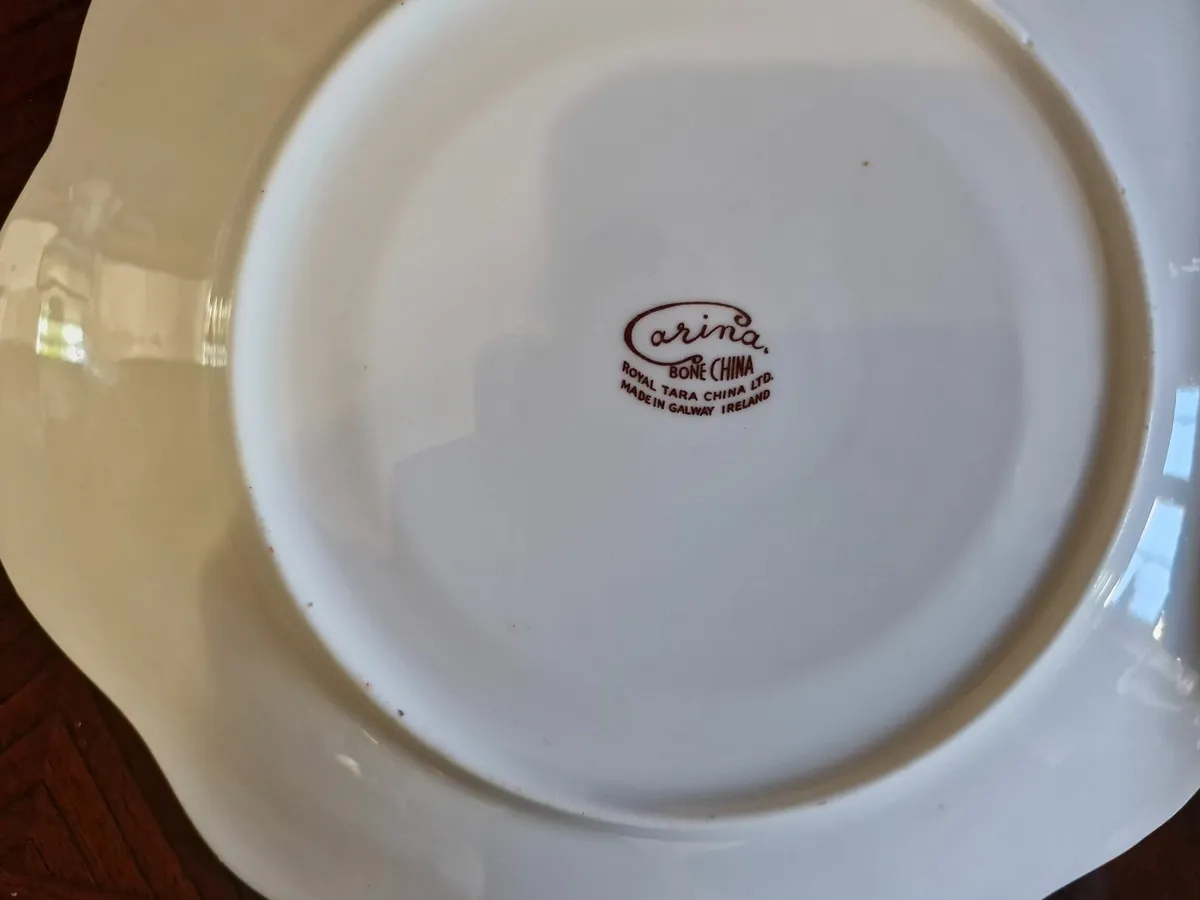 Carina
BONE CHINA
ROYAL TARA CHINA LTD.
MADE IN GALWAY IRELAND